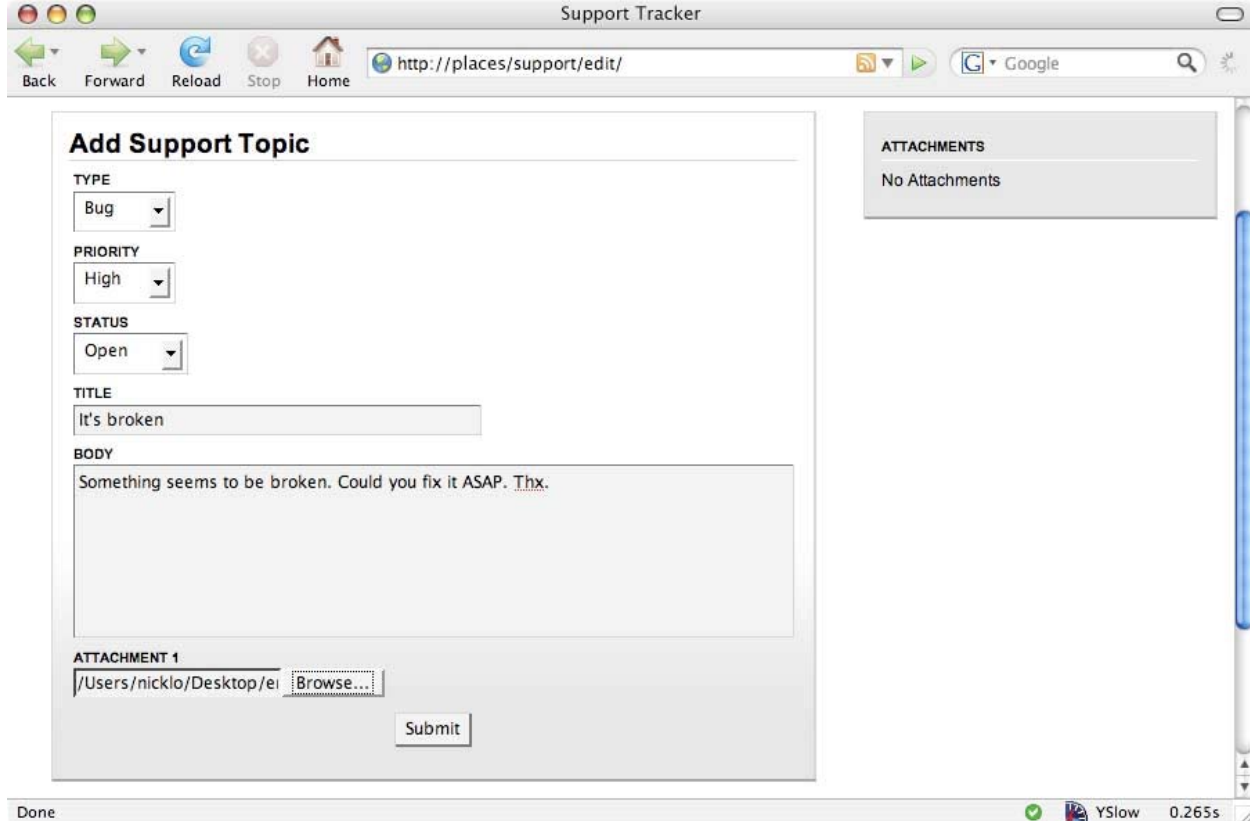 Support Tracker
Back Forward Reload Stop Home
http://places/support/edit/
G Google
Add Support Topic
TYPE
Bug
PRIORITY
High
STATUS
Open
TITLE
It's broken
BODY
Something seems to be broken. Could you fix it ASAP. Thx.
ATTACHMENT 1
/Users/nicklo/Desktop/ Browse...
Submit
ATTACHMENTS
No Attachments
Done YSlow 0.265s